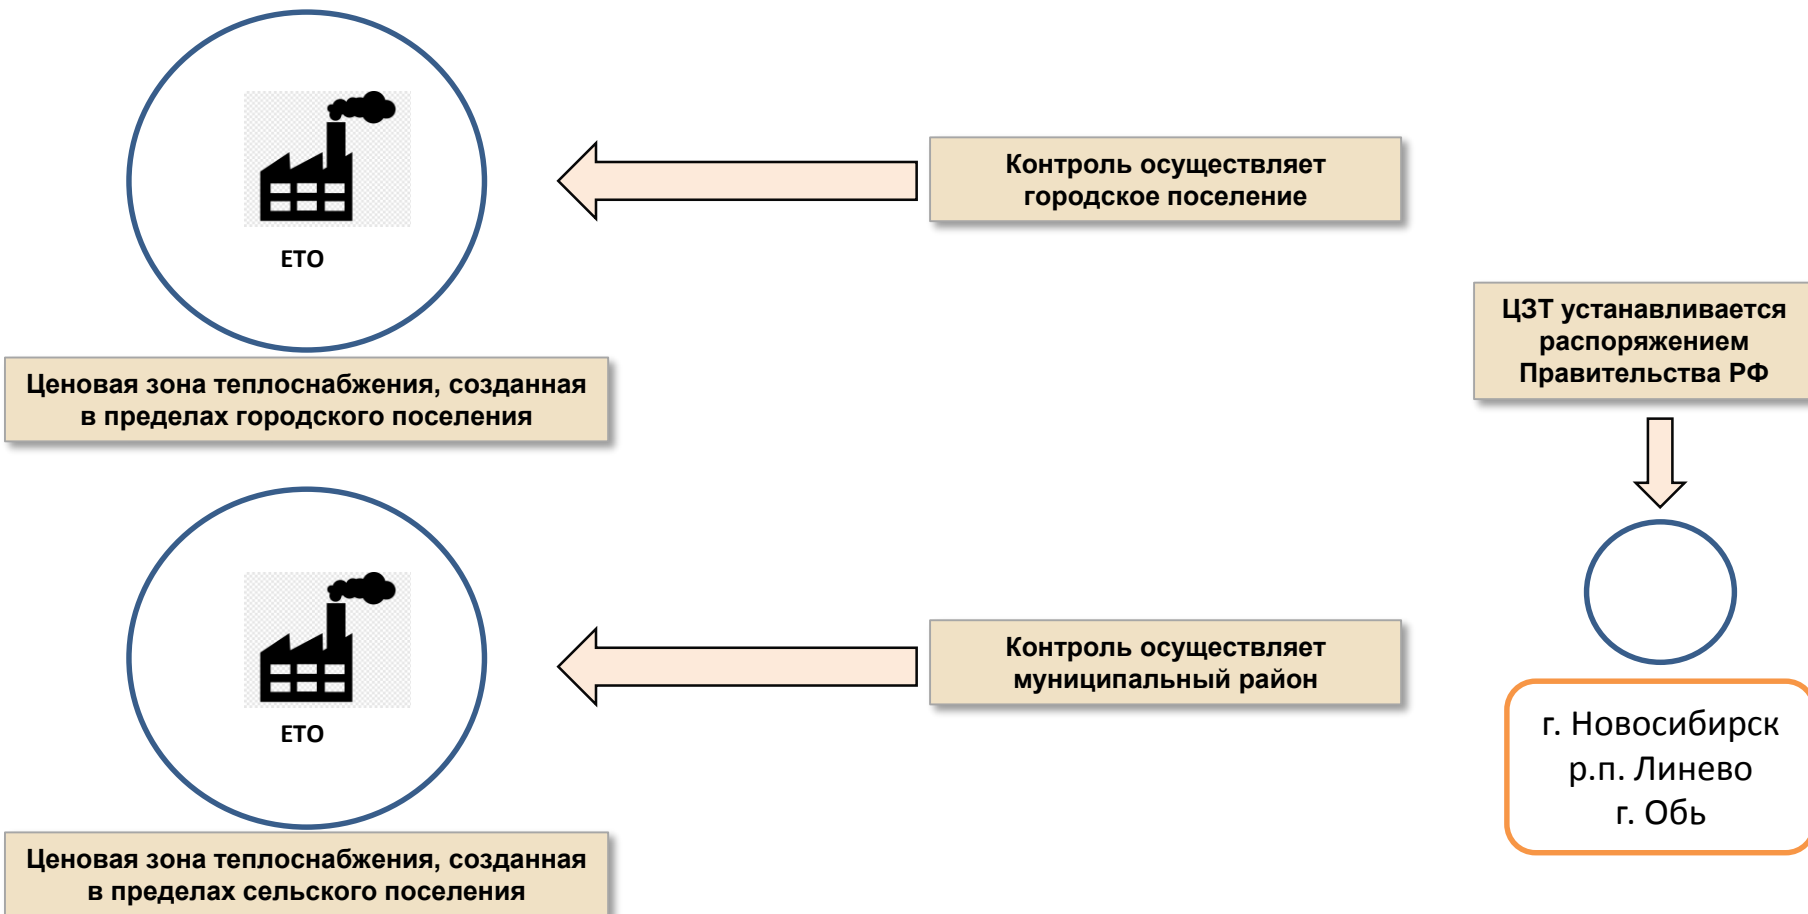 ЕТО
Контроль осуществляет
городское поселение
Ценовая зона теплоснабжения, созданная
в пределах городского поселения
ЕТО
Контроль осуществляет
муниципальный район
Ценовая зона теплоснабжения, созданная
в пределах сельского поселения
ЦЗТ устанавливается
распоряжением
Правительства РФ
г. Новосибирск
р.п. Линево
г. Обь